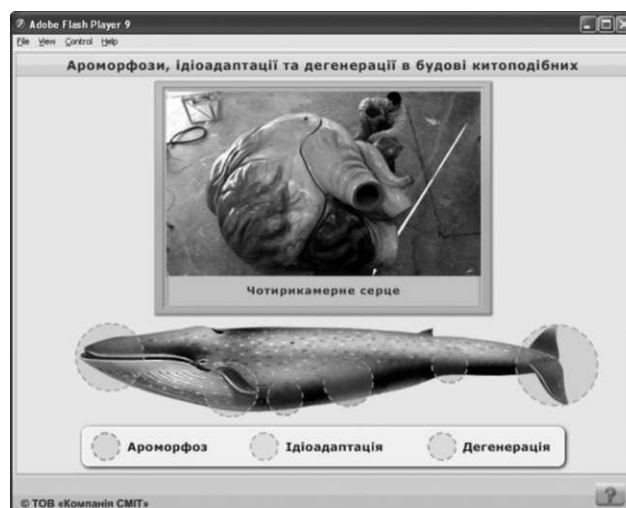 Adobe Flash Player 9
File View Control Help
Ароморфози, ідіоадаптації та дегенерації в будові китоподібних
Чотирикамерне серце
Ароморфоз Ідіоадаптація Дегенерація
© ТОВ «Компанія СМІТ»
?